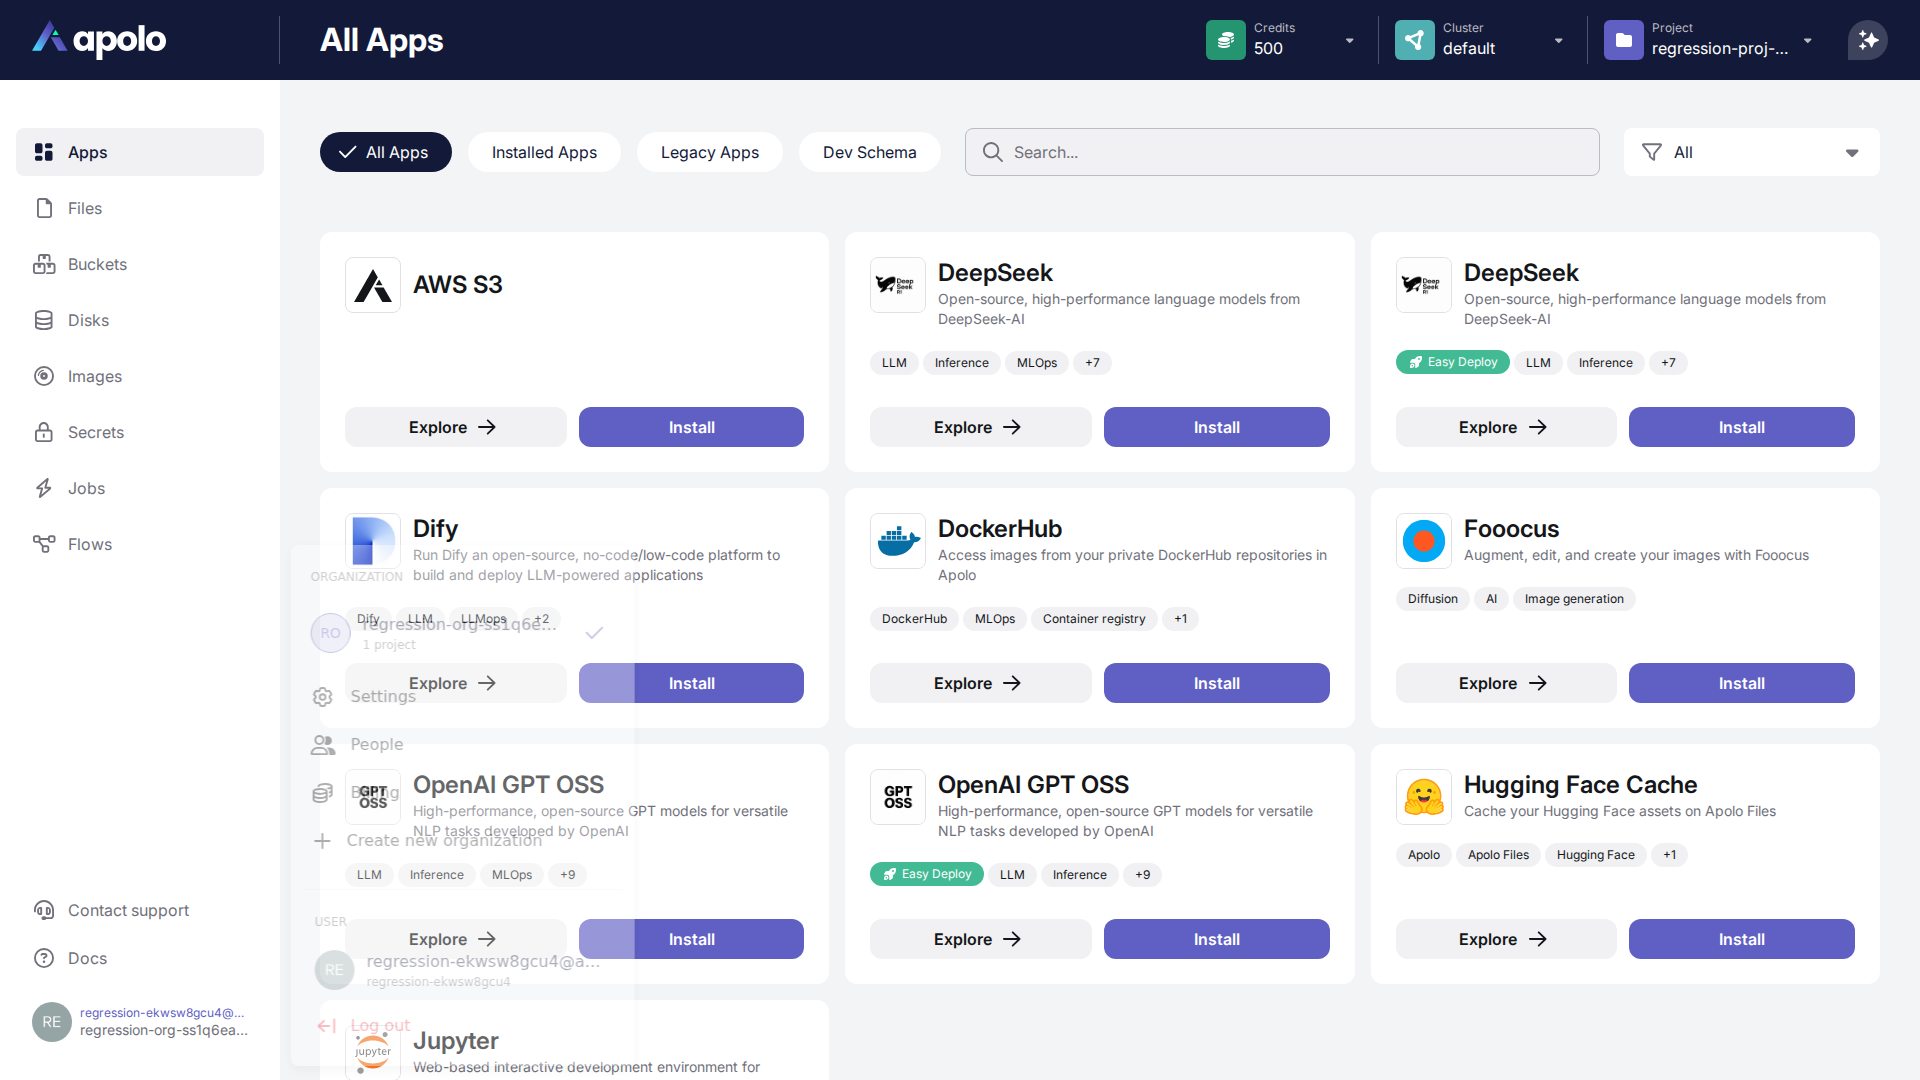 apolo
All Apps
Credits
500
Cluster
default
Project
regression-proj-...
Apps
Files
Buckets
Disks
Images
Secrets
Jobs
Flows
Contact support
Docs
RE
regression-ekwsw8gcu4@...
regression-org-ss1q6ea...
All Apps
Installed Apps
Legacy Apps
Dev Schema
Search...
All
AWS S3
Explore
Install
deep seek AI
DeepSeek
Open-source, high-performance language models from
DeepSeek-AI
LLM
Inference
MLOps
+7
Explore
Install
deep seek AI
DeepSeek
Open-source, high-performance language models from
DeepSeek-AI
Easy Deploy
LLM
Inference
+7
Explore
Install
Dify
Run Dify an open-source, no-code/low-code platform to
build and deploy LLM-powered applications
Dify
LLM
LLMops
+2
Explore
Install
DockerHub
Access images from your private DockerHub repositories in
Apolo
DockerHub
MLOps
Container registry
+1
Explore
Install
Fooocus
Augment, edit, and create your images with Fooocus
Diffusion
AI
Image generation
Explore
Install
GPT
OSS
OpenAI GPT OSS
High-performance, open-source GPT models for versatile
NLP tasks developed by OpenAI
LLM
Inference
MLOps
+9
Explore
Install
GPT
OSS
OpenAI GPT OSS
High-performance, open-source GPT models for versatile
NLP tasks developed by OpenAI
Easy Deploy
LLM
Inference
+9
Explore
Install
Hugging Face Cache
Cache your Hugging Face assets on Apolo Files
Apolo
Apolo Files
Hugging Face
+1
Explore
Install
jupyter
Jupyter
Web-based interactive development environment for
ORGANIZATION
RO
regression-org-ss1q6e...
1 project
Settings
People
Billing
Create new organization
USER
RE
regression-ekwsw8gcu4@a...
regression-ekwsw8gcu4
Log out